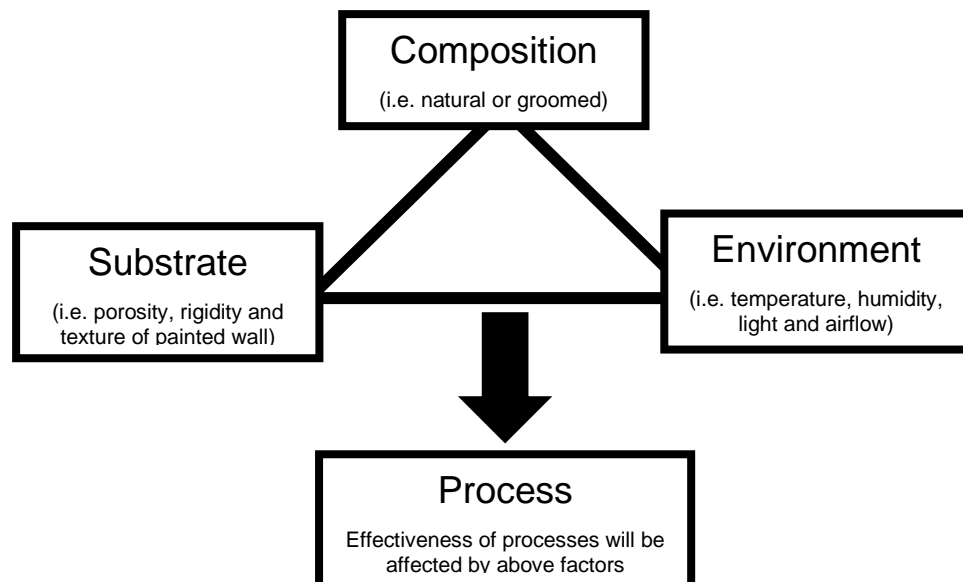 Composition
(i.e. natural or groomed)
Substrate
(i.e. porosity, rigidity and
texture of painted wall)
Environment
(i.e. temperature, humidity,
light and airflow)
Process
Effectiveness of processes will be
affected by above factors